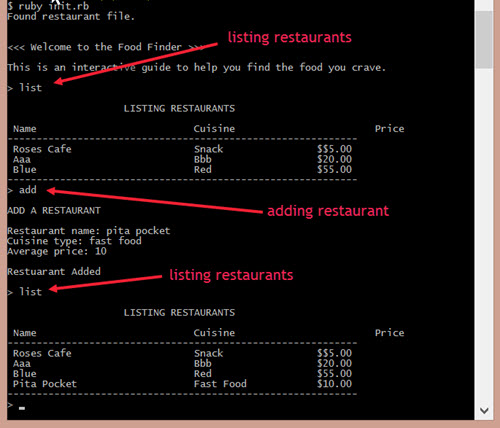 $ ruby init.rb
Found restaurant file.
<<< Welcome to the Food Finder >>>
listing restaurants
This is an interactive guide to help you find the food you crave.
> list
LISTING RESTAURANTS
Name Cuisine Price
------------------------------------------------------------
Roses Cafe Snack $$5.00
Aaa Bbb $20.00
Blue Red $55.00
------------------------------------------------------------
> add
adding restaurant
ADD A RESTAURANT
Restaurant name: pita pocket
Cuisine type: fast food
Average price: 10
Restuarant Added
listing restaurants
> list
LISTING RESTAURANTS
Name Cuisine Price
------------------------------------------------------------
Roses Cafe Snack $$5.00
Aaa Bbb $20.00
Blue Red $55.00
Pita Pocket Fast Food $10.00
------------------------------------------------------------
> _